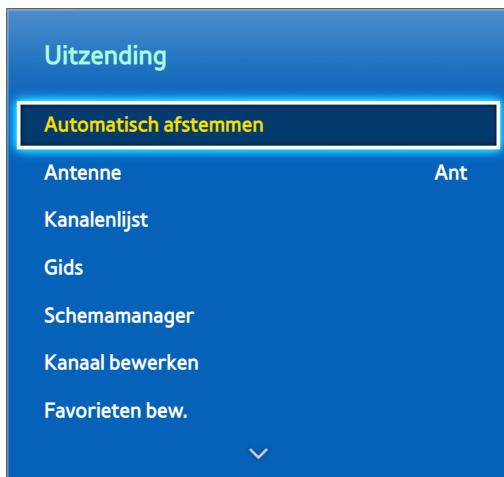 Uitzending
Automatisch afstemmen
Antenne Ant
Kanalenlijst
Gids
Schemamanager
Kanaal bewerken
Favorieten bew.